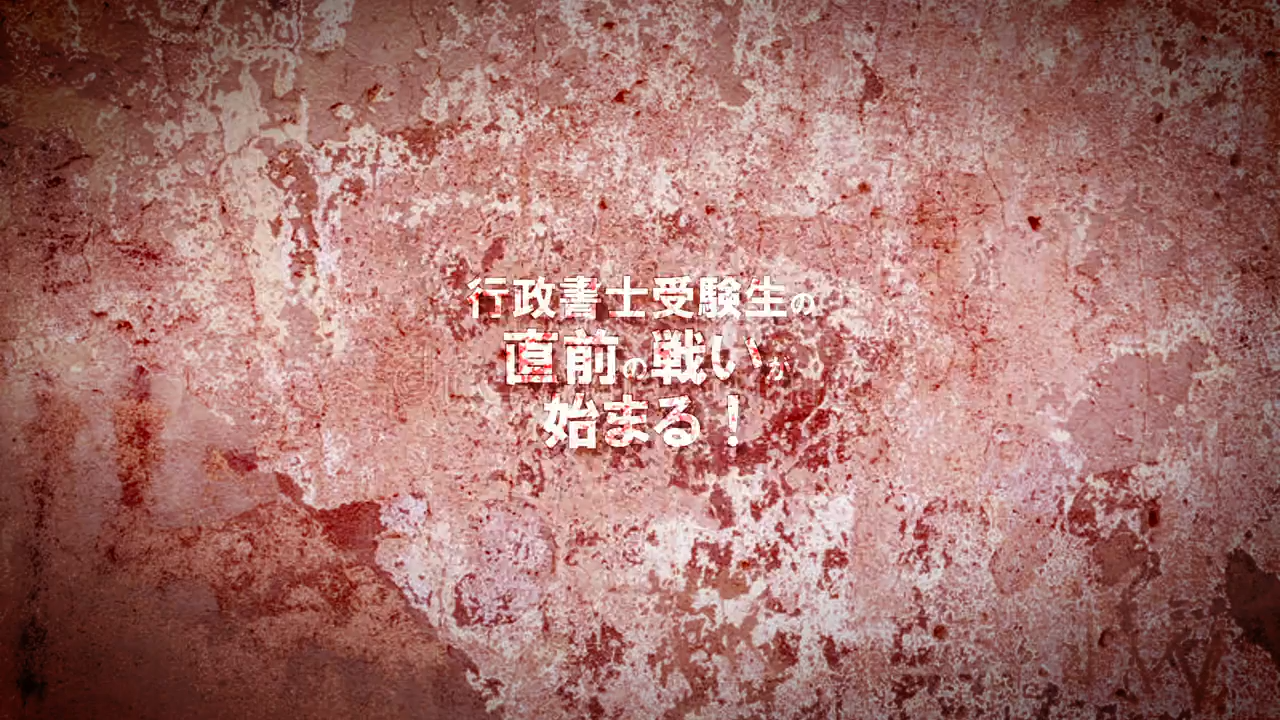 行政書士受験生の
直前の戦いが
始まる！